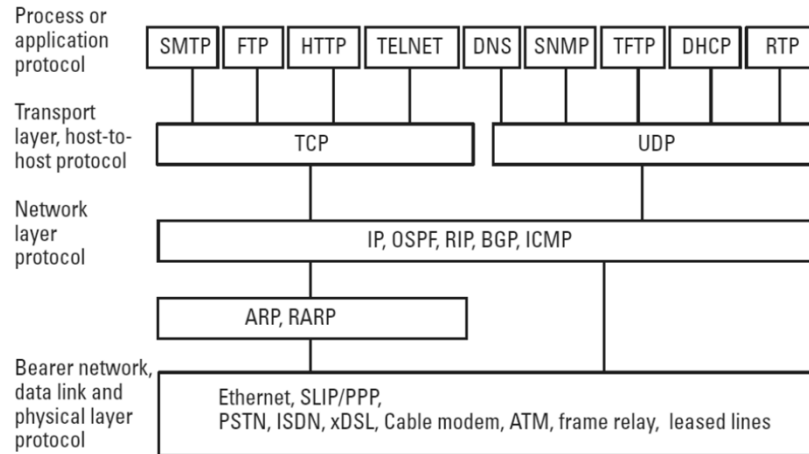 Process or
application
protocol
SMTP FTP HTTP TELNET DNS SNMP TFTP DHCP RTP
Transport
layer, host-to-
host protocol
TCP UDP
Network
layer
protocol
IP, OSPF, RIP, BGP, ICMP
ARP, RARP
Bearer network,
data link and
physical layer
protocol
Ethernet, SLIP/PPP,
PSTN, ISDN, xDSL, Cable modem, ATM, frame relay, leased lines